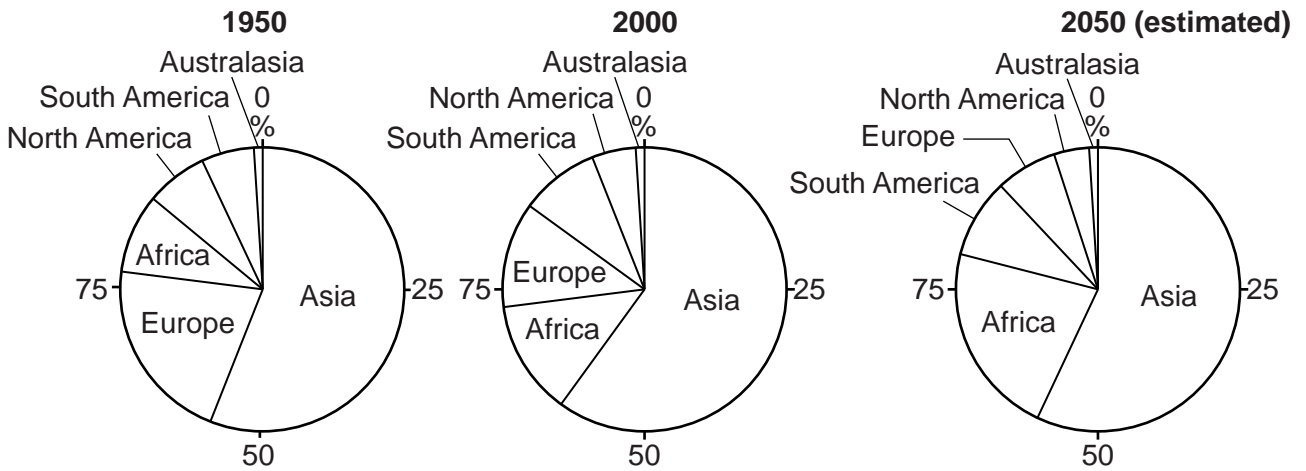 1950
Australasia
South America
0
%
North America
Africa
75
25
Asia
Europe
50
2000
Australasia
North America
0
%
South America
Europe
75
25
Asia
Africa
50
2050 (estimated)
Australasia
North America
0
%
Europe
South America
75
25
Asia
Africa
50